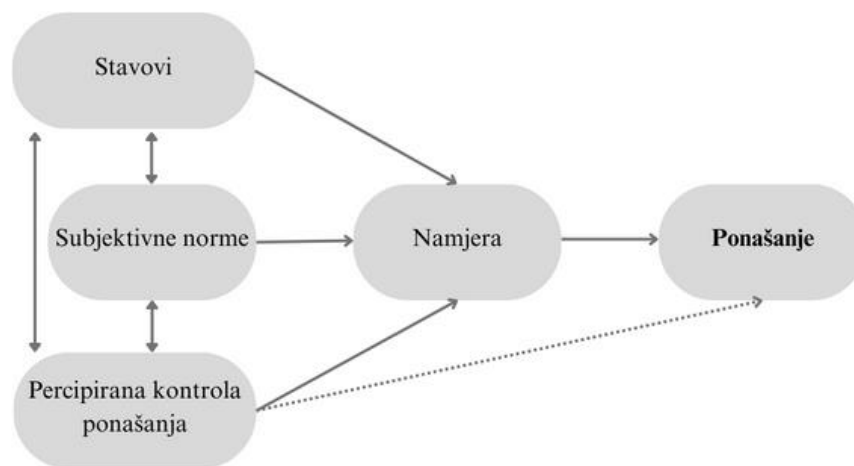 Stavovi
Subjektivne norme
Namjera
Ponašanje
Percipirana kontrola
ponašanja